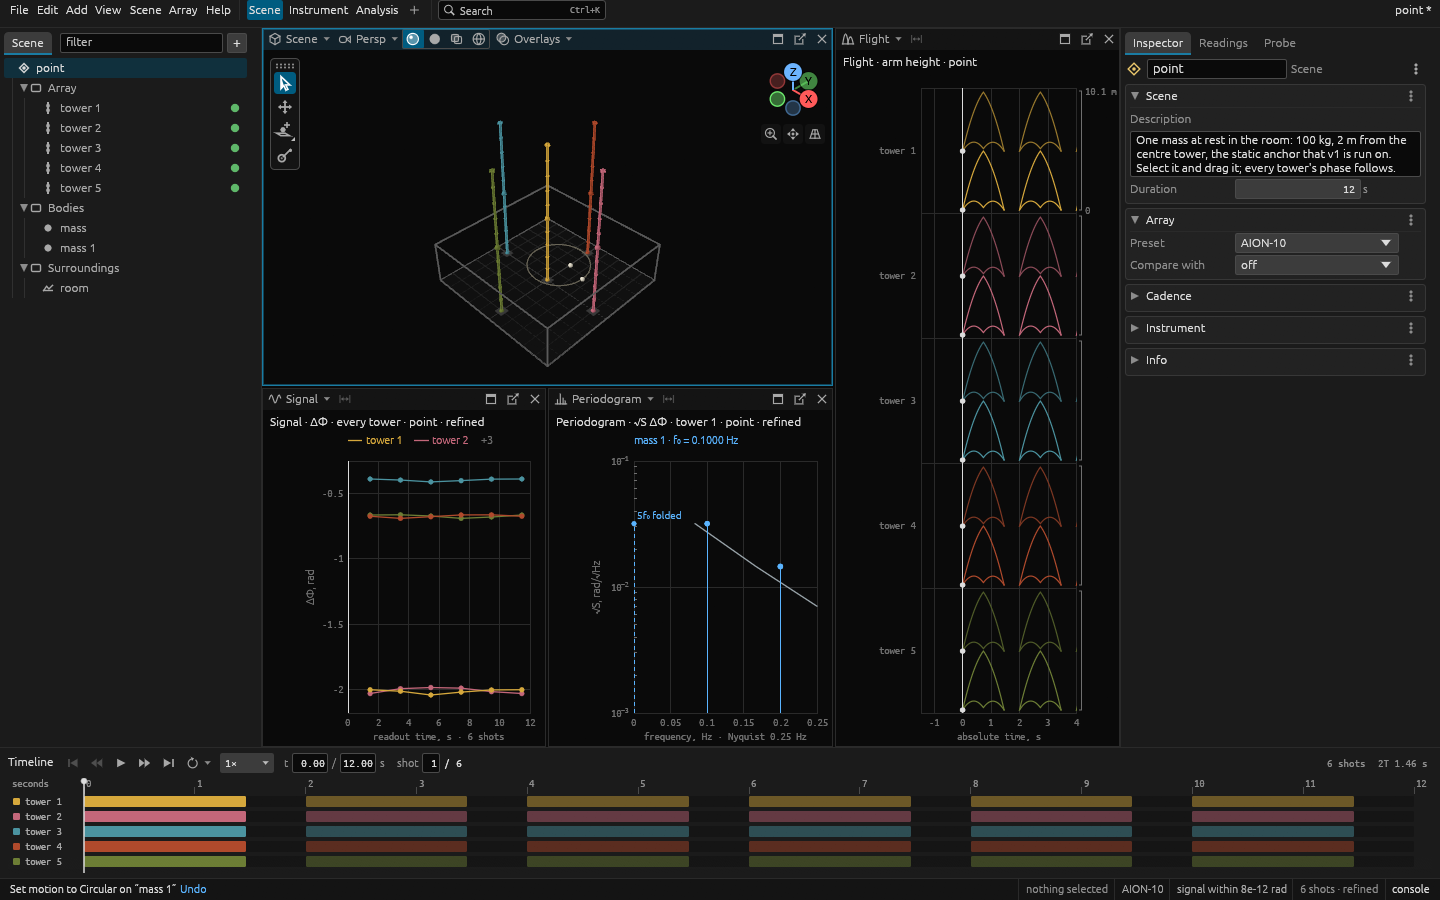 File Edit Add View Scene Array Help Scene Instrument Analysis + Search Ctrl+K point *
Scene filter +
point
Array
tower 1
tower 2
tower 3
tower 4
tower 5
Bodies
mass
mass 1
Surroundings
room
Scene Persp Overlays
Z
Y
X
Flight
Flight · arm height · point
10.1 m
tower 1
0
tower 2
tower 3
tower 4
tower 5
-1 0 1 2 3 4
absolute time, s
Signal
Signal · ΔΦ · every tower · point · refined
tower 1 tower 2 +3
-0.5
-1
-1.5
-2
ΔΦ, rad
0 2 4 6 8 10 12
readout time, s · 6 shots
Periodogram
Periodogram · √S ΔΦ · tower 1 · point · refined
mass 1 · f₀ = 0.1000 Hz
10⁻¹
5f₀ folded
10⁻²
10⁻³
√S, rad/√Hz
0 0.05 0.1 0.15 0.2 0.25
frequency, Hz · Nyquist 0.25 Hz
Inspector Readings Probe
point Scene
Scene
Description
One mass at rest in the room: 100 kg, 2 m from the
centre tower, the static anchor that v1 is run on.
Select it and drag it; every tower's phase follows.
Duration 12 s
Array
Preset AION-10
Compare with off
Cadence
Instrument
Info
Timeline 1× t 0.00 / 12.00 s shot 1 / 6 6 shots 2T 1.46 s
seconds 0 1 2 3 4 5 6 7 8 9 10 11 12
tower 1
tower 2
tower 3
tower 4
tower 5
Set motion to Circular on “mass 1” Undo nothing selected AION-10 signal within 8e-12 rad 6 shots · refined console